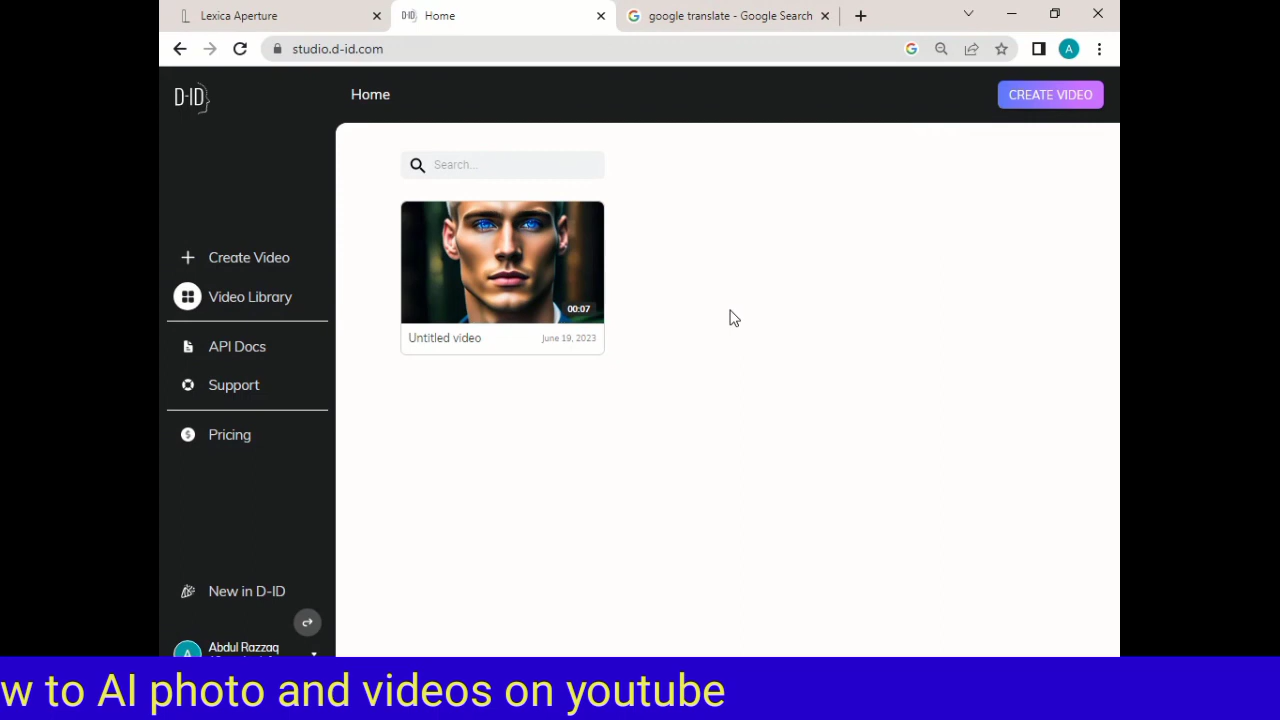 Lexica Aperture
D-ID Home
google translate - Google Search
studio.d-id.com
A
D-ID
Home
CREATE VIDEO
Search...
00:07
Untitled video June 19, 2023
Create Video
Video Library
API Docs
Support
Pricing
New in D-ID
A
Abdul Razzaq
w to AI photo and videos on youtube